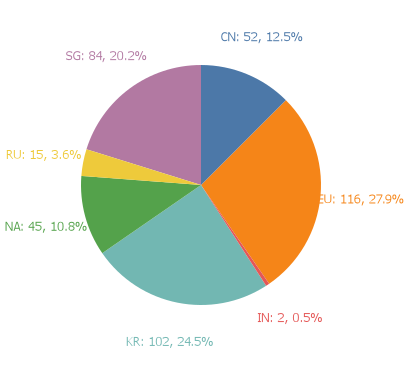 CN: 52, 12.5%
SG: 84, 20.2%
RU: 15, 3.6%
EU: 116, 27.9%
NA: 45, 10.8%
IN: 2, 0.5%
KR: 102, 24.5%